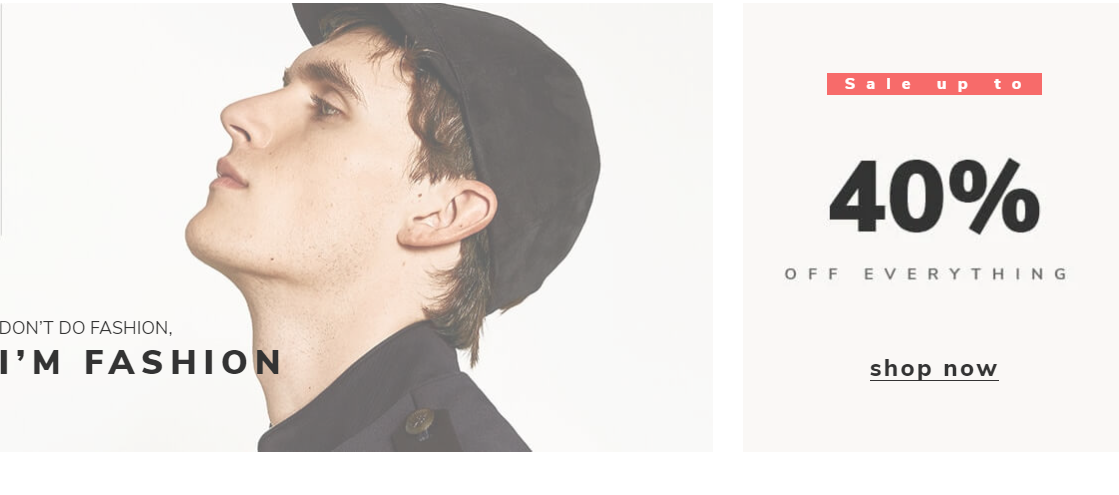 DON’T DO FASHION,
I’M FASHION
Sale up to
40%
OFF EVERYTHING
shop now